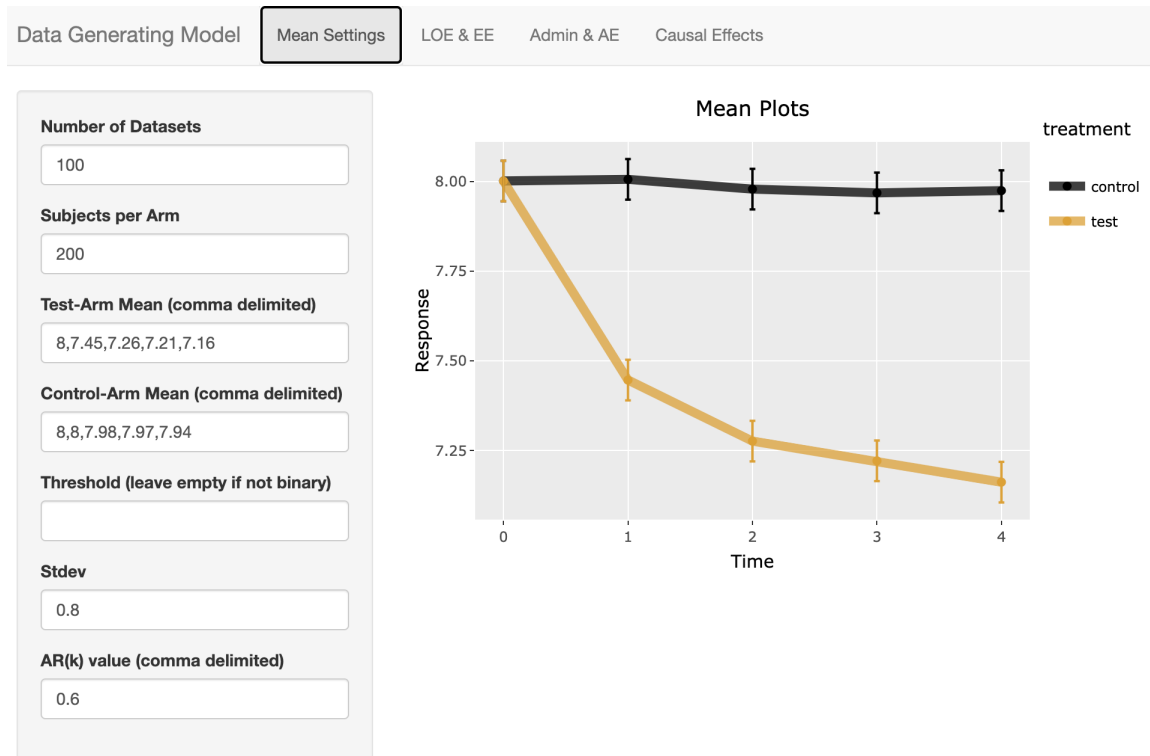 Data Generating Model Mean Settings LOE & EE Admin & AE Causal Effects
Number of Datasets
100
Subjects per Arm
200
Test-Arm Mean (comma delimited)
8,7.45,7.26,7.21,7.16
Control-Arm Mean (comma delimited)
8,8,7.98,7.97,7.94
Threshold (leave empty if not binary)
Stdev
0.8
AR(k) value (comma delimited)
0.6
Mean Plots
treatment
control
test
Response
8.00
7.75
7.50
7.25
0 1 2 3 4
Time